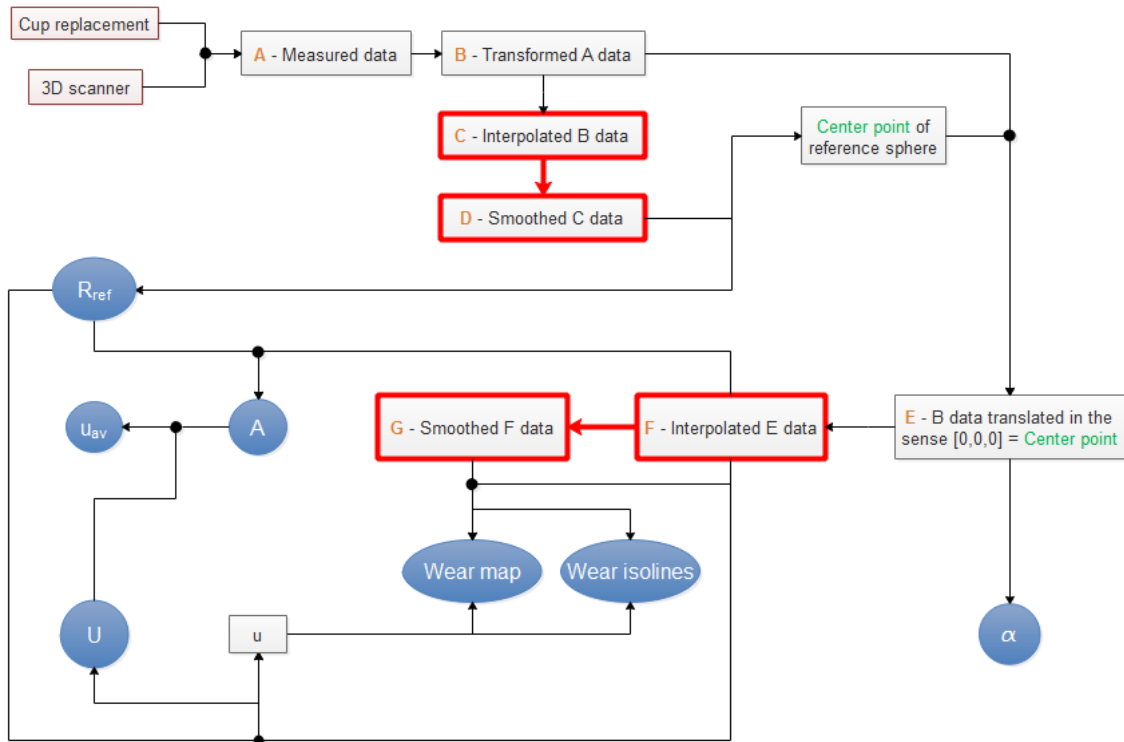 Cup replacement
A - Measured data
B - Transformed A data
3D scanner
C - Interpolated B data
Center point of
reference sphere
D - Smoothed C data
Rref
uav
A
G - Smoothed F data
F - Interpolated E data
E - B data translated in the
sense [0,0,0] = Center point
Wear map
Wear isolines
U
u
α